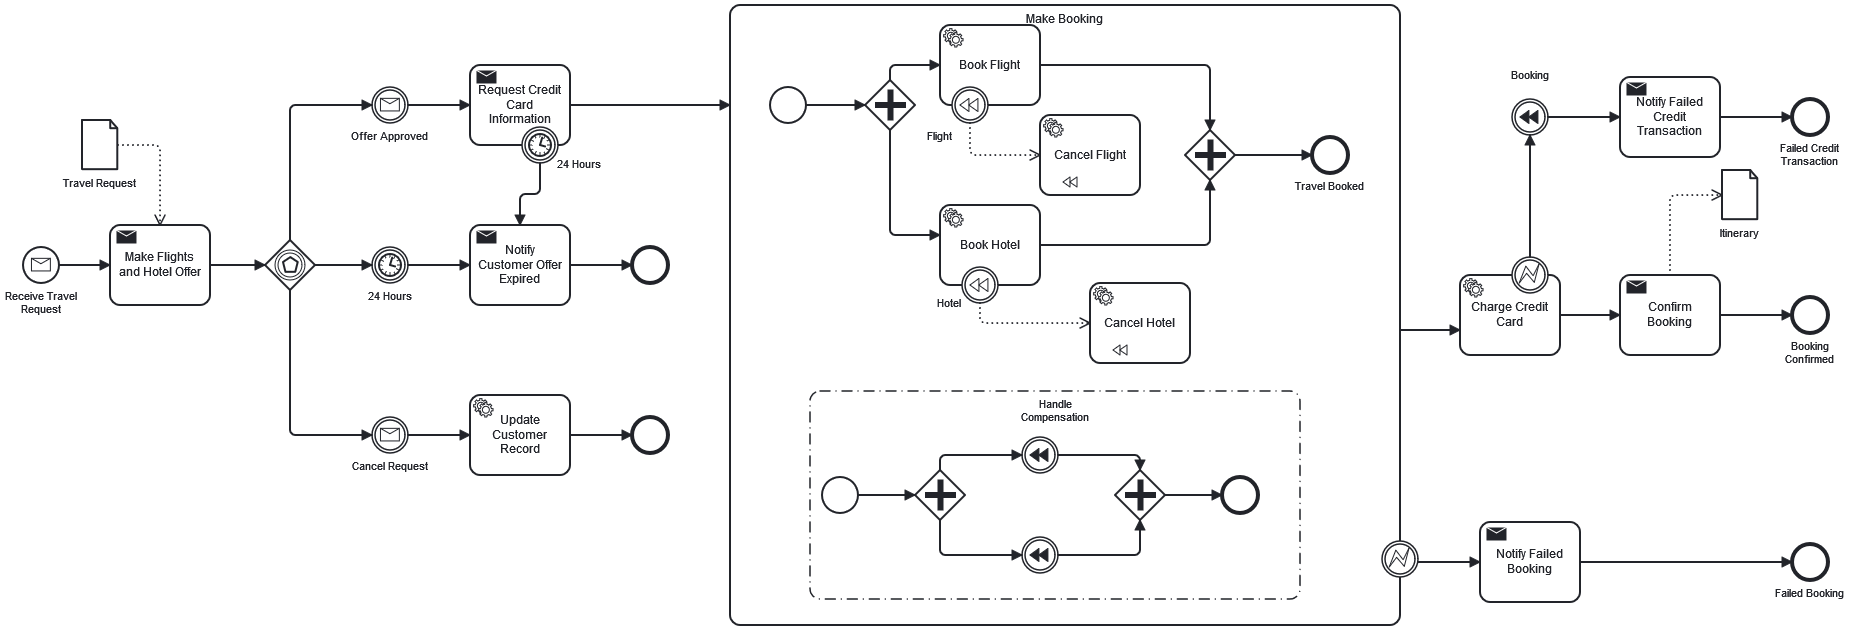 Make Booking
Book Flight
Booking
Request Credit
Card
Information
Notify Failed
Credit
Transaction
Offer Approved
Flight
24 Hours
Cancel Flight
Failed Credit
Transaction
Travel Request
Travel Booked
Itinerary
Make Flights
and Hotel Offer
Notify
Customer Offer
Expired
Book Hotel
Receive Travel
Request
24 Hours
Hotel
Cancel Hotel
Charge Credit
Card
Confirm
Booking
Booking
Confirmed
Handle
Compensation
Update
Customer
Record
Cancel Request
Notify Failed
Booking
Failed Booking